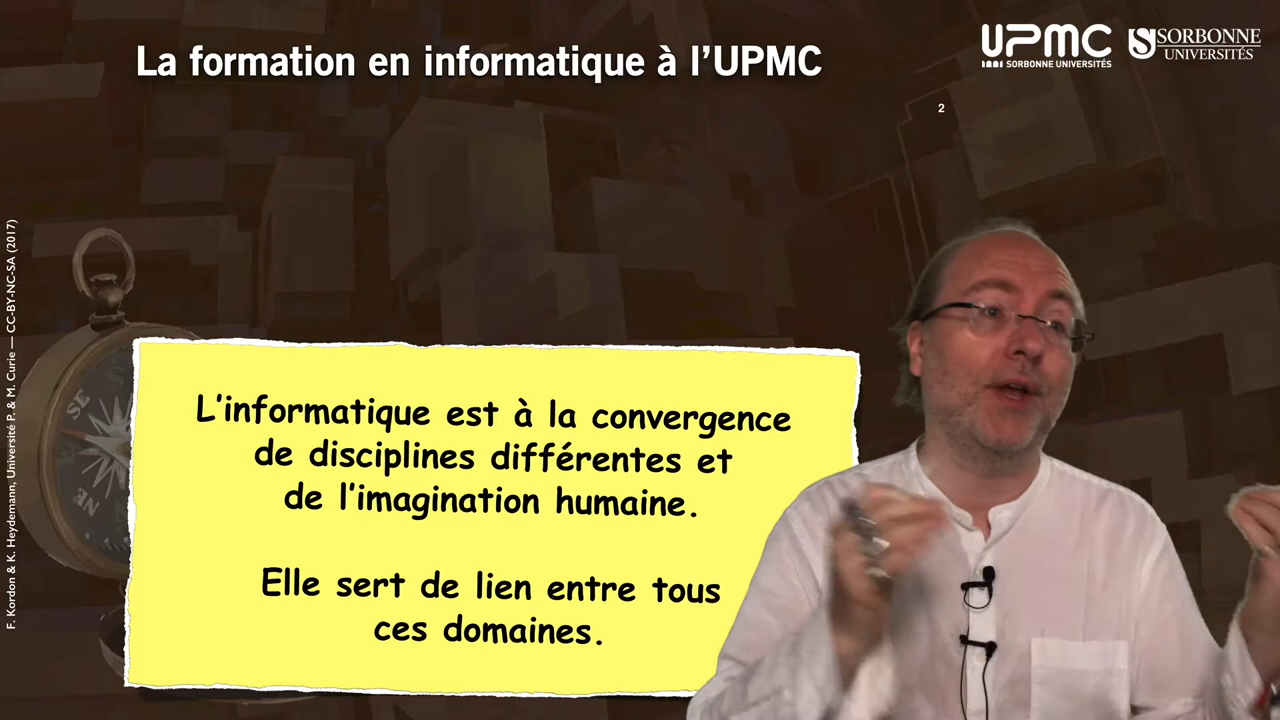 La formation en informatique à l'UPMC
UPMC
SORBONNE UNIVERSITÉS
SORBONNE
UNIVERSITÉS
2
F. Kordon & K. Heydemann, Université P. & M. Curie — CC-BY-NC-SA (2017)
SE
S
NE
L'informatique est à la convergence
de disciplines différentes et
de l'imagination humaine.
Elle sert de lien entre tous
ces domaines.